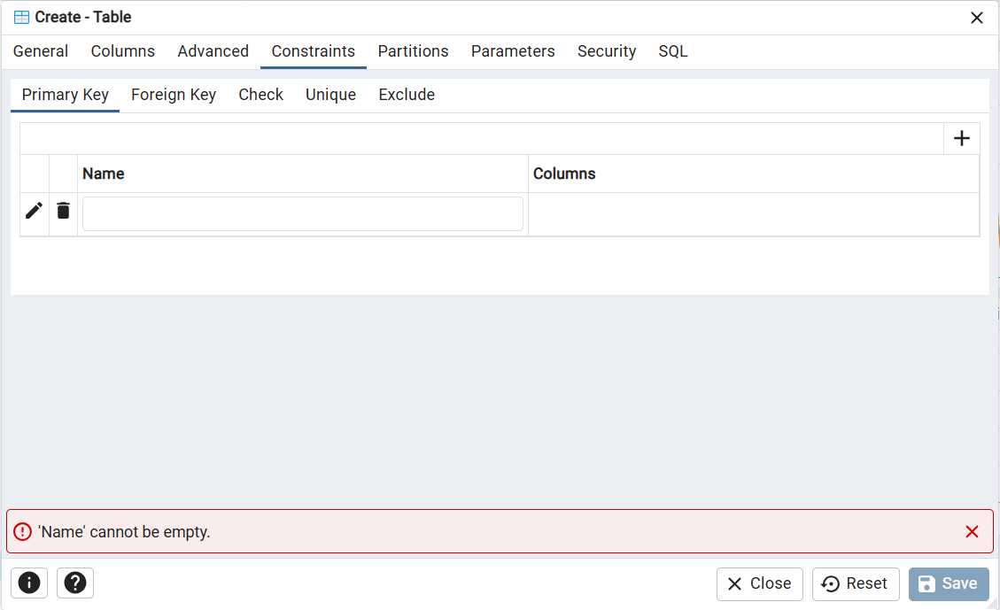 Create - Table
General Columns Advanced Constraints Partitions Parameters Security SQL
Primary Key Foreign Key Check Unique Exclude
Name Columns
'Name' cannot be empty.
Close Reset Save